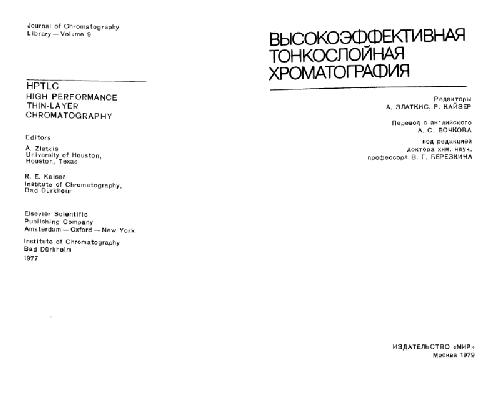 Journal of Chromatography
Library — Volume 9
HPTLC
HIGH PERFORMANCE
THIN-LAYER
CHROMATOGRAPHY
Editors
A. Zlatkis
University of Houston,
Houston, Texas
R. E. Kaiser
Institute of Chromatography,
Bad Durkheim
Elsevier Scientific
Publishing Company
Amsterdam — Oxford — New York
Institute of Chromatography
Bad Dürkheim
1977
ВЫСОКОЭФФЕКТИВНАЯ
ТОНКОСЛОЙНАЯ
ХРОМАТОГРАФИЯ
Редакторы
А. ЗЛАТКИС, Р. КАЙЗЕР
Перевод с английского
А. С. БОЧКОВА
под редакцией
доктора хим. наук,
профессора В. Г. БЕРЕЗКИНА
ИЗДАТЕЛЬСТВО «МИР»
Москва 1979